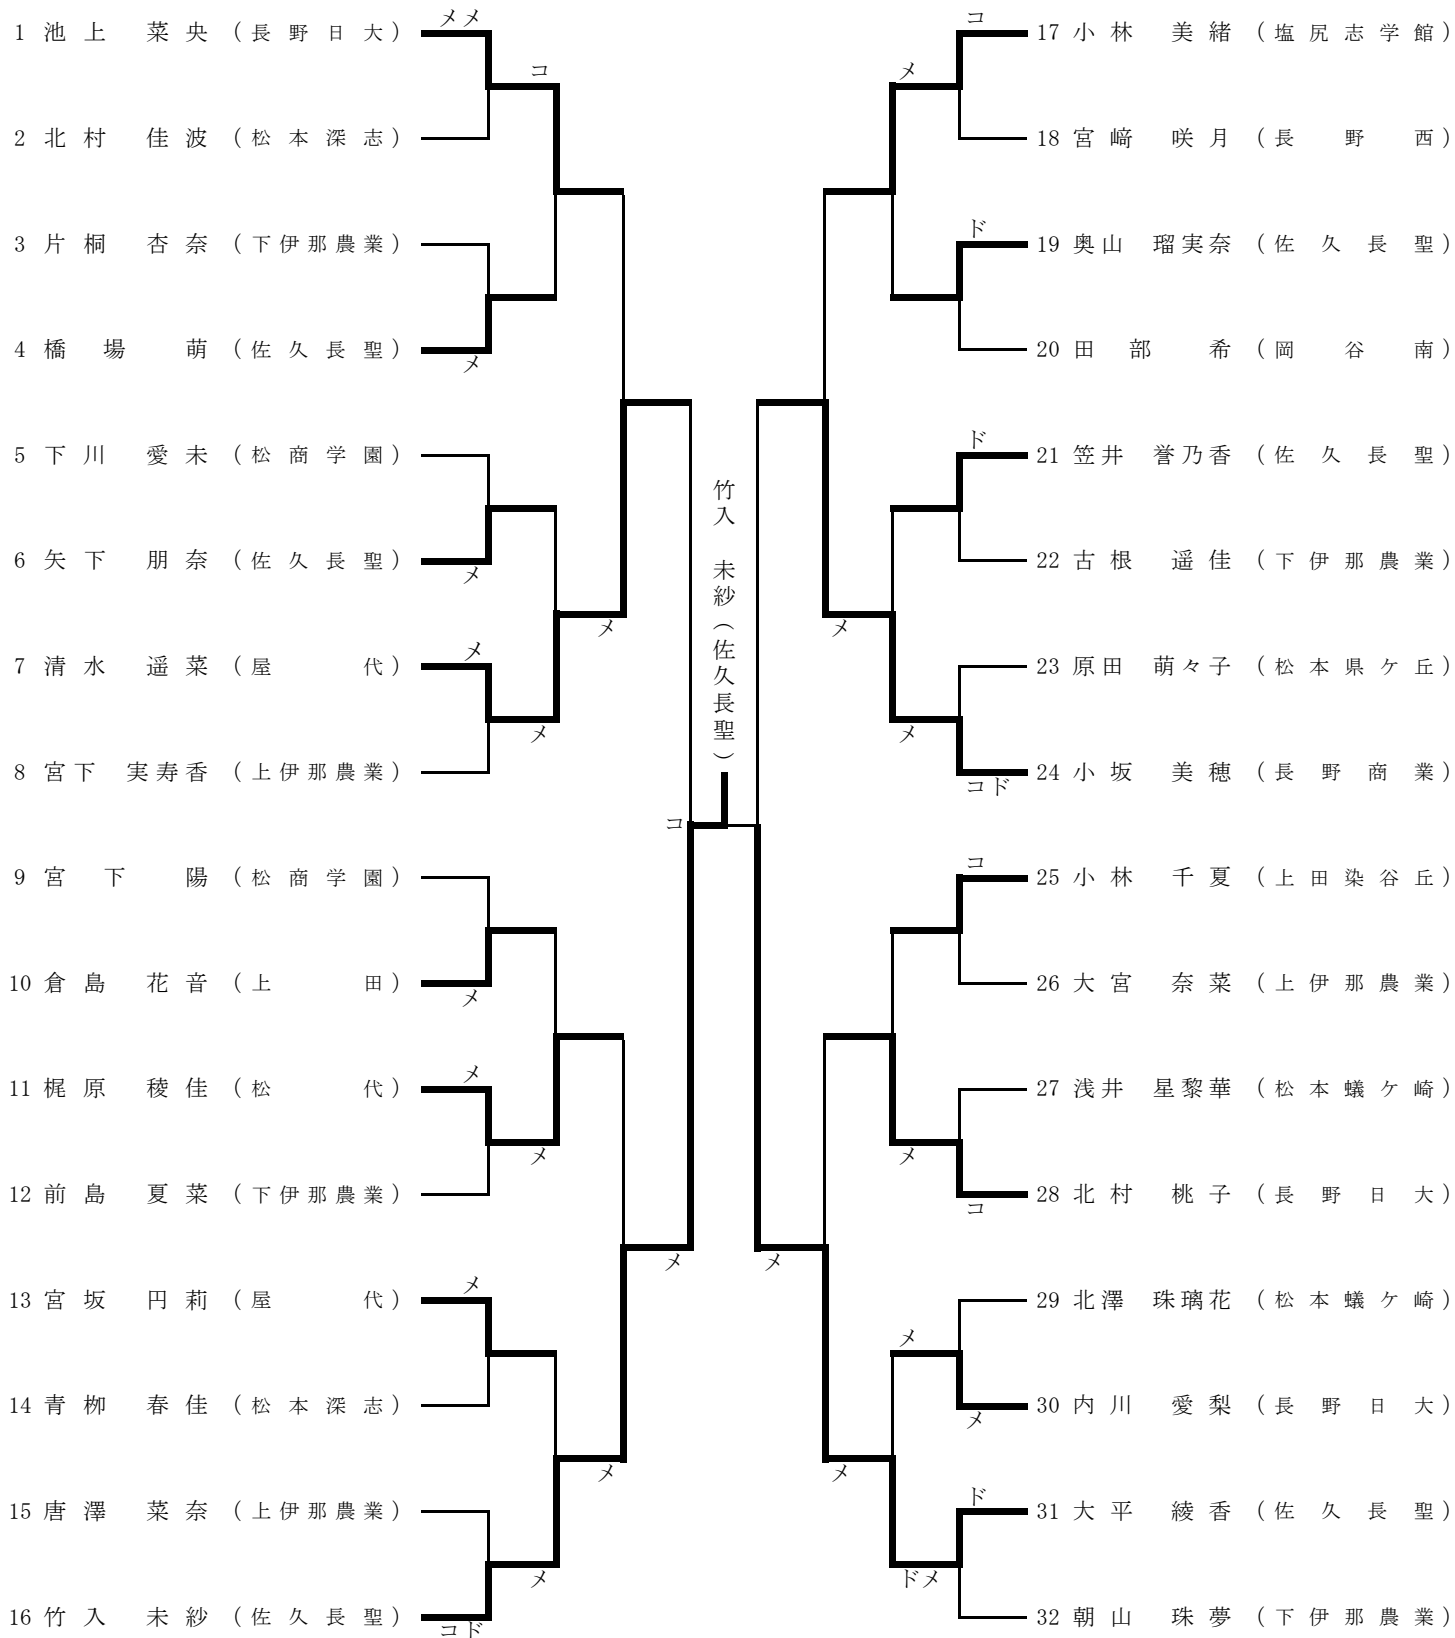 メメ
1 池上 菜央 (長野日大)
コ
2 北村 佳波 (松本深志)
3 片桐 杏奈 (下伊那農業)
4 橋場 萌 (佐久長聖)
メ
5 下川 愛未 (松商学園)
6 矢下 朋奈 (佐久長聖)
メ
メ
メ
7 清水 遥菜 (屋代)
メ
8 宮下 実寿香 (上伊那農業)
9 宮下 陽 (松商学園)
10 倉島 花音 (上田)
メ
メ
11 梶原 稜佳 (松代)
メ
12 前島 夏菜 (下伊那農業)
メ
13 宮坂 円莉 (屋代)
14 青栁 春佳 (松本深志)
メ
15 唐澤 菜奈 (上伊那農業)
メ
16 竹入 未紗 (佐久長聖)
コド
竹入 未紗(佐久長聖)
コ
メ
コ
17 小林 美緒 (塩尻志学館)
メ
18 宮﨑 咲月 (長野西)
ド
19 奥山 瑠実奈 (佐久長聖)
20 田部 希 (岡谷南)
ド
21 笠井 誉乃香 (佐久長聖)
22 古根 遥佳 (下伊那農業)
メ
23 原田 萌々子 (松本県ケ丘)
メ
24 小坂 美穂 (長野商業)
コド
コ
25 小林 千夏 (上田染谷丘)
26 大宮 奈菜 (上伊那農業)
27 浅井 星黎華 (松本蟻ケ崎)
メ
28 北村 桃子 (長野日大)
コ
メ
29 北澤 珠璃花 (松本蟻ケ崎)
メ
30 内川 愛梨 (長野日大)
メ
メ
ド
31 大平 綾香 (佐久長聖)
ドメ
32 朝山 珠夢 (下伊那農業)